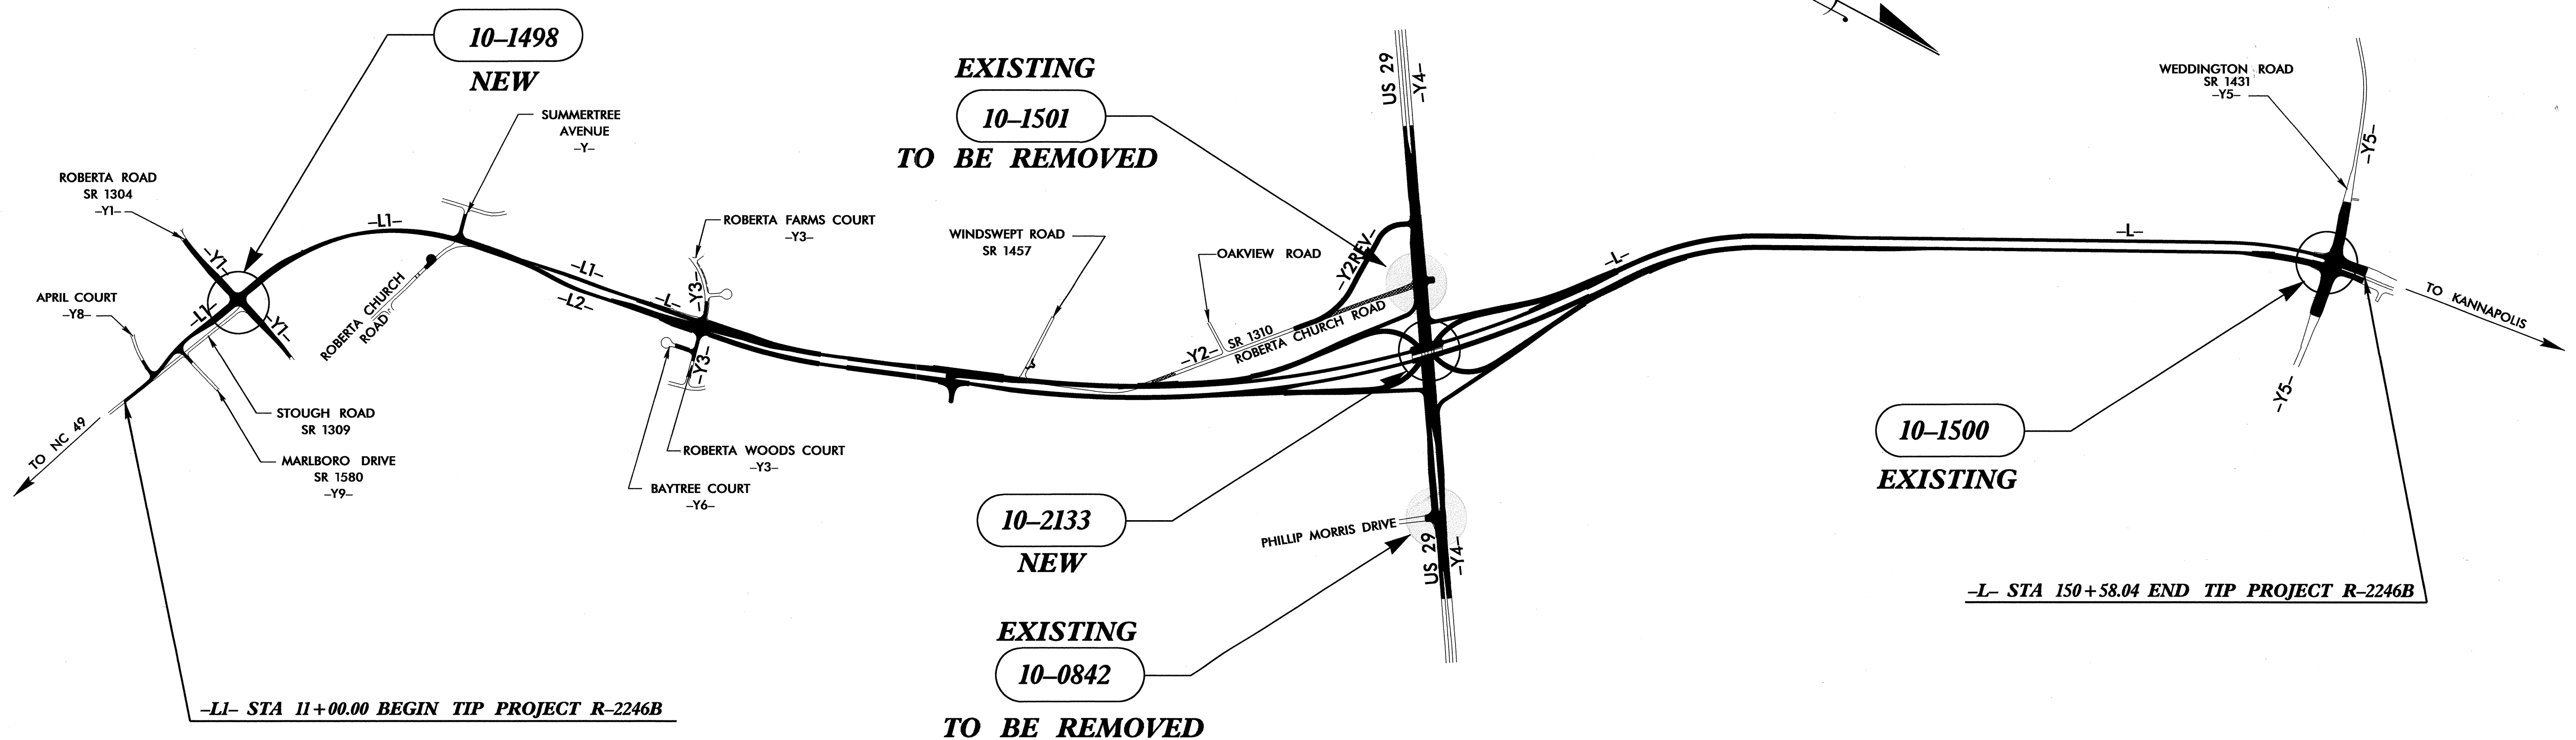 10–1498
NEW
SUMMERTREE
AVENUE
–Y–
ROBERTA ROAD
SR 1304
–Y1–
–Y1–
–L1–
APRIL COURT
–Y8–
–L1–
–Y1–
ROBERTA CHURCH
ROAD
TO NC 49
STOUGH ROAD
SR 1309
MARLBORO DRIVE
SR 1580
–Y9–
–L1– STA 11+00.00 BEGIN TIP PROJECT R–2246B
–L1–
–L2–
–L–
ROBERTA FARMS COURT
–Y3–
–Y3–
–Y3–
ROBERTA WOODS COURT
–Y3–
BAYTREE COURT
–Y6–
EXISTING
10–1501
TO BE REMOVED
WINDSWEPT ROAD
SR 1457
OAKVIEW ROAD
–Y2REV–
–Y2–
SR 1310
ROBERTA CHURCH ROAD
US 29
–Y4–
10–2133
NEW
PHILLIP MORRIS DRIVE
US 29
–Y4–
EXISTING
10–0842
TO BE REMOVED
–L–
–L–
WEDDINGTON ROAD
SR 1431
–Y5–
–Y5–
TO KANNAPOLIS
–Y5–
10–1500
EXISTING
–L– STA 150+58.04 END TIP PROJECT R–2246B